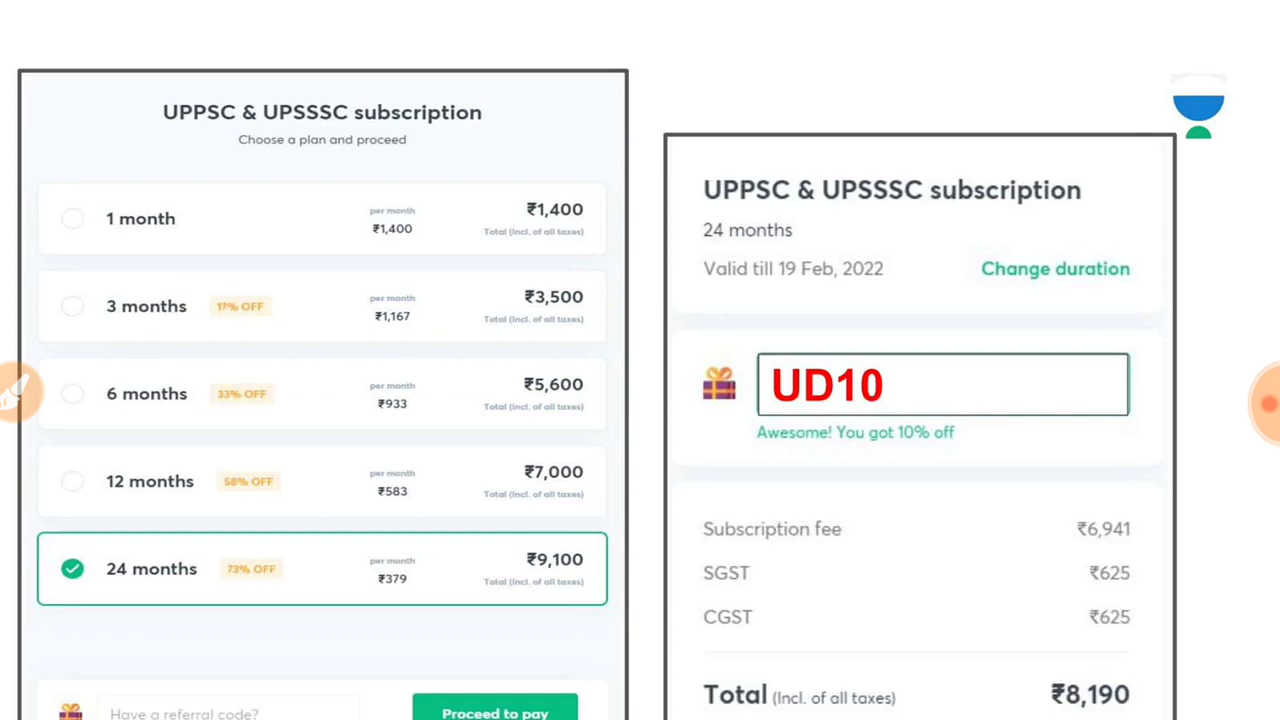 UPPSC & UPSSSC subscription
Choose a plan and proceed
1 month
per month
₹1,400
₹1,400
Total (Incl. of all taxes)
3 months
17% OFF
per month
₹1,167
₹3,500
Total (Incl. of all taxes)
6 months
33% OFF
per month
₹933
₹5,600
Total (Incl. of all taxes)
12 months
58% OFF
per month
₹583
₹7,000
Total (Incl. of all taxes)
24 months
73% OFF
per month
₹379
₹9,100
Total (Incl. of all taxes)
Have a referral code?
Proceed to pay
UPPSC & UPSSSC subscription
24 months
Valid till 19 Feb, 2022
Change duration
UD10
Awesome! You got 10% off
Subscription fee ₹6,941
SGST ₹625
CGST ₹625
Total (Incl. of all taxes) ₹8,190